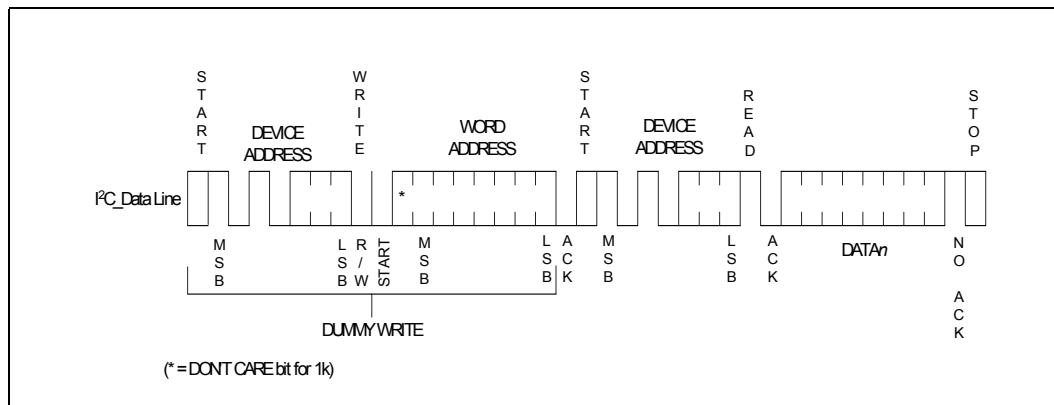 START
WRITE
START
READ
STOP
DEVICE
ADDRESS
WORD
ADDRESS
DEVICE
ADDRESS
I²C_Data Line
*
MSB
LSB
R/W
START
MSB
LSB
ACK
MSB
LSB
ACK
DATAn
NO ACK
DUMMY WRITE
(* = DON'T CARE bit for 1k)